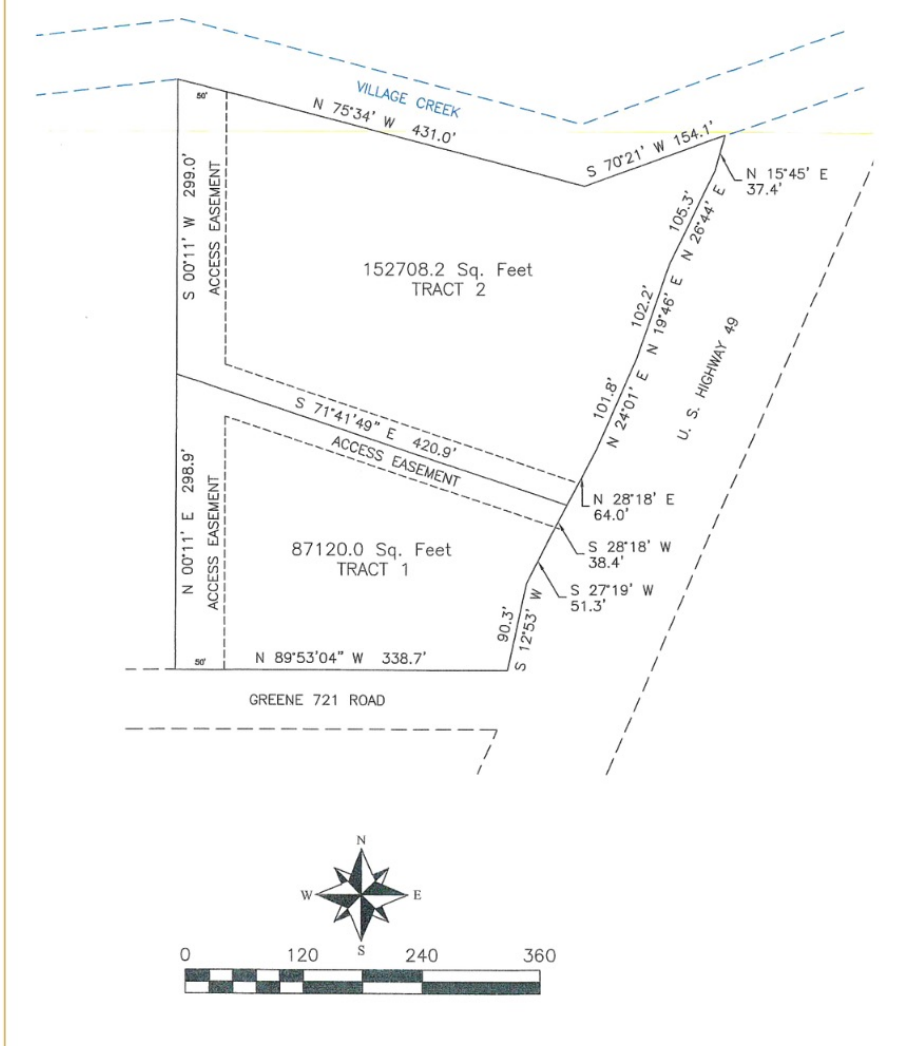 VILLAGE CREEK
50'
N 75°34' W 431.0'
S 70°21' W 154.1'
N 15°45' E
37.4'
S 00°11' W 299.0'
ACCESS EASEMENT
105.3'
N 26°44' E
152708.2 Sq. Feet
TRACT 2
102.2'
N 19°46' E
U. S. HIGHWAY 49
101.8'
N 24°01' E
S 71°41'49" E 420.9'
ACCESS EASEMENT
N 28°18' E
64.0'
N 00°11' E 298.9'
ACCESS EASEMENT
87120.0 Sq. Feet
TRACT 1
S 28°18' W
38.4'
S 27°19' W
51.3'
90.3'
S 12°53' W
50'
N 89°53'04" W 338.7'
GREENE 721 ROAD
N
W E
S
0 120 240 360